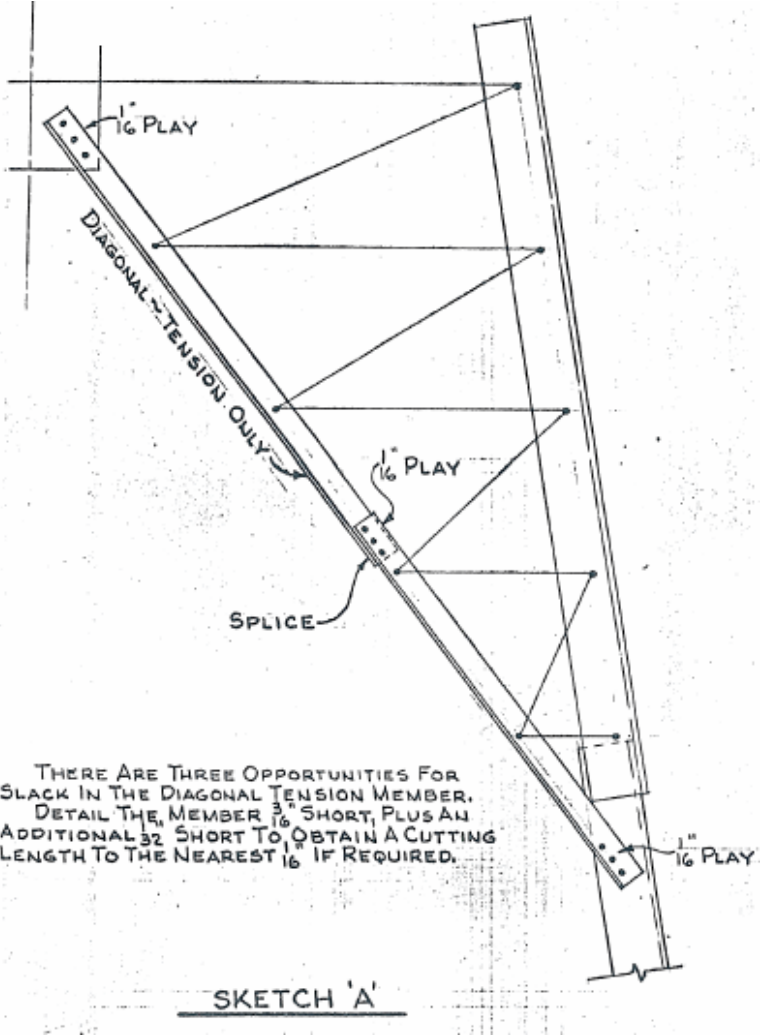 1/16" PLAY
DIAGONAL ~ TENSION ONLY
1/16" PLAY
SPLICE
THERE ARE THREE OPPORTUNITIES FOR
SLACK IN THE DIAGONAL TENSION MEMBER.
DETAIL THE MEMBER 3/16" SHORT, PLUS AN
ADDITIONAL 1/32" SHORT TO OBTAIN A CUTTING
LENGTH TO THE NEAREST 1/16" IF REQUIRED.
1/16" PLAY
SKETCH 'A'